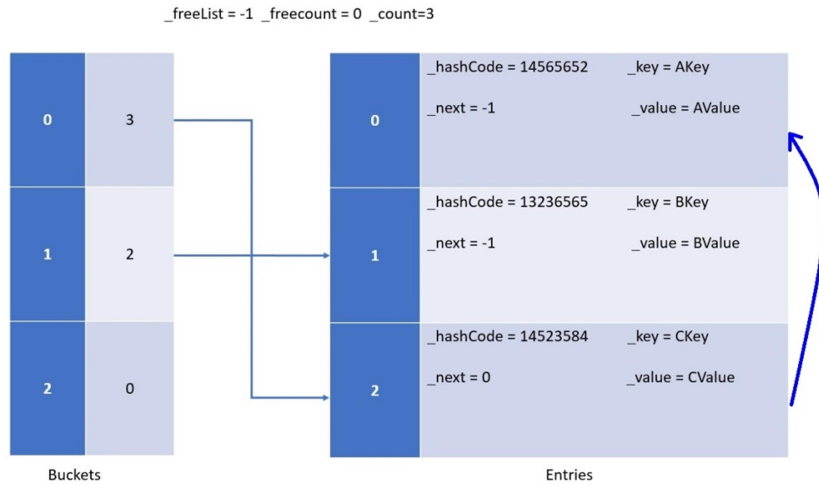 _freeList = -1 _freecount = 0 _count=3
0 3
1 2
2 0
Buckets
0
_hashCode = 14565652 _key = AKey
_next = -1 _value = AValue
1
_hashCode = 13236565 _key = BKey
_next = -1 _value = BValue
2
_hashCode = 14523584 _key = CKey
_next = 0 _value = CValue
Entries